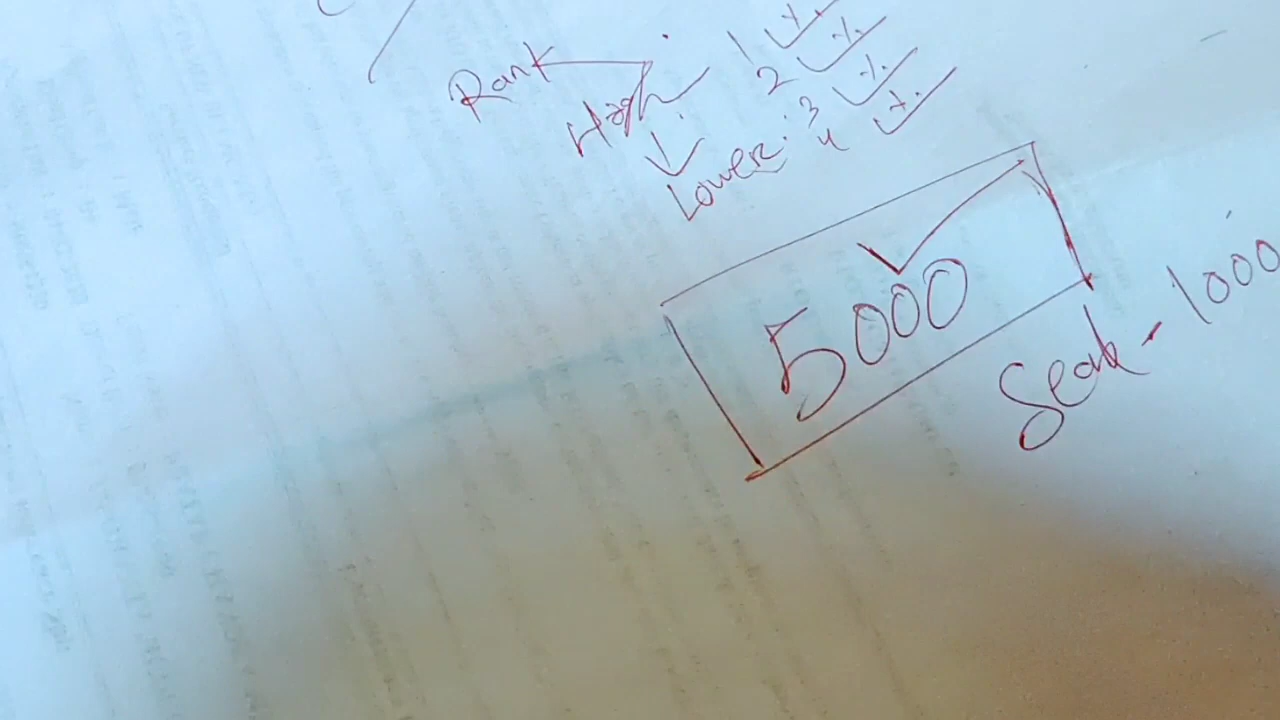 Rank
High
Lower
1 %.
2 %.
3 %.
4 %.
5000
Seat - 1000